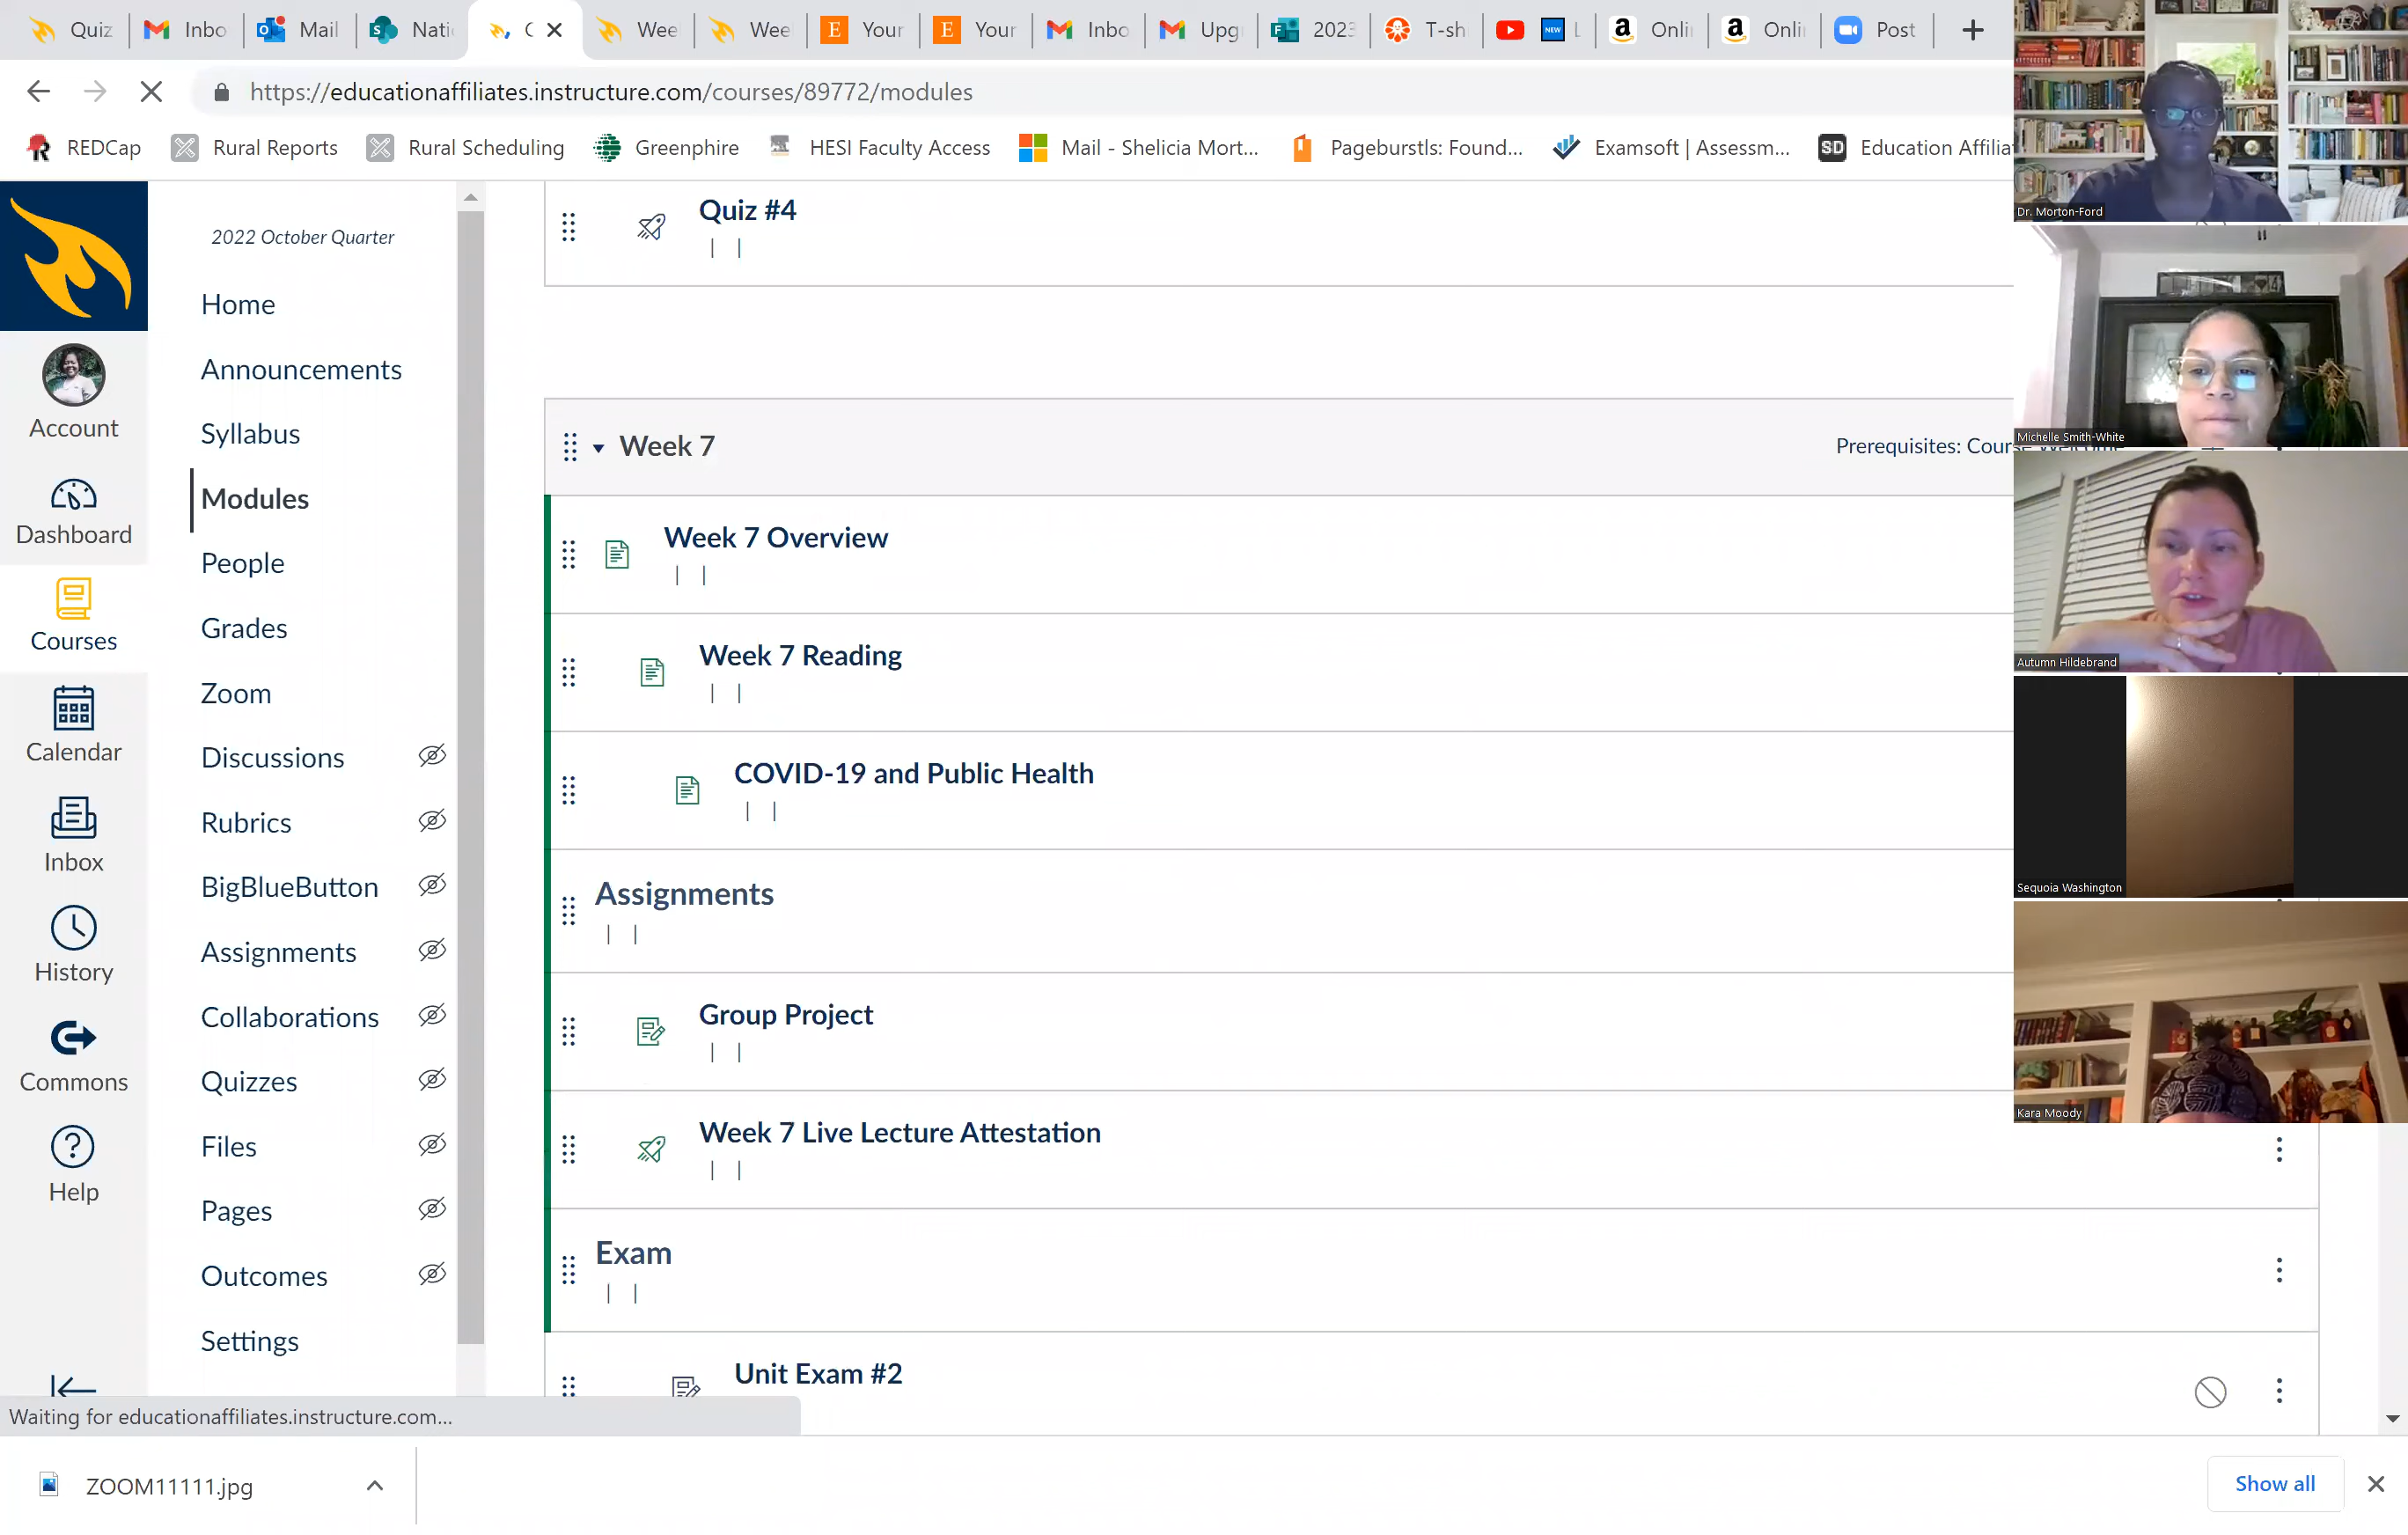 Quiz
Inbo
Mail
Nati
C
Wee
Wee
Your
Your
Inbo
Upg
2023
T-sh
NEW
L
Onli
Onli
Post
https://educationaffiliates.instructure.com/courses/89772/modules
REDCap
Rural Reports
Rural Scheduling
Greenphire
HESI Faculty Access
Mail - Shelicia Mort...
Pageburstls: Found...
Examsoft | Assessm...
SD
Education Affilia
2022 October Quarter
Home
Announcements
Syllabus
Modules
People
Grades
Zoom
Discussions
Rubrics
BigBlueButton
Assignments
Collaborations
Quizzes
Files
Pages
Outcomes
Settings
Account
Dashboard
Courses
Calendar
Inbox
History
Commons
Help
Quiz #4
Week 7
Prerequisites: Course Welcome
Week 7 Overview
Week 7 Reading
COVID-19 and Public Health
Assignments
Group Project
Week 7 Live Lecture Attestation
Exam
Unit Exam #2
Dr. Morton-Ford
Michelle Smith-White
Autumn Hildebrand
Sequoia Washington
Kara Moody
Waiting for educationaffiliates.instructure.com...
ZOOM11111.jpg
Show all